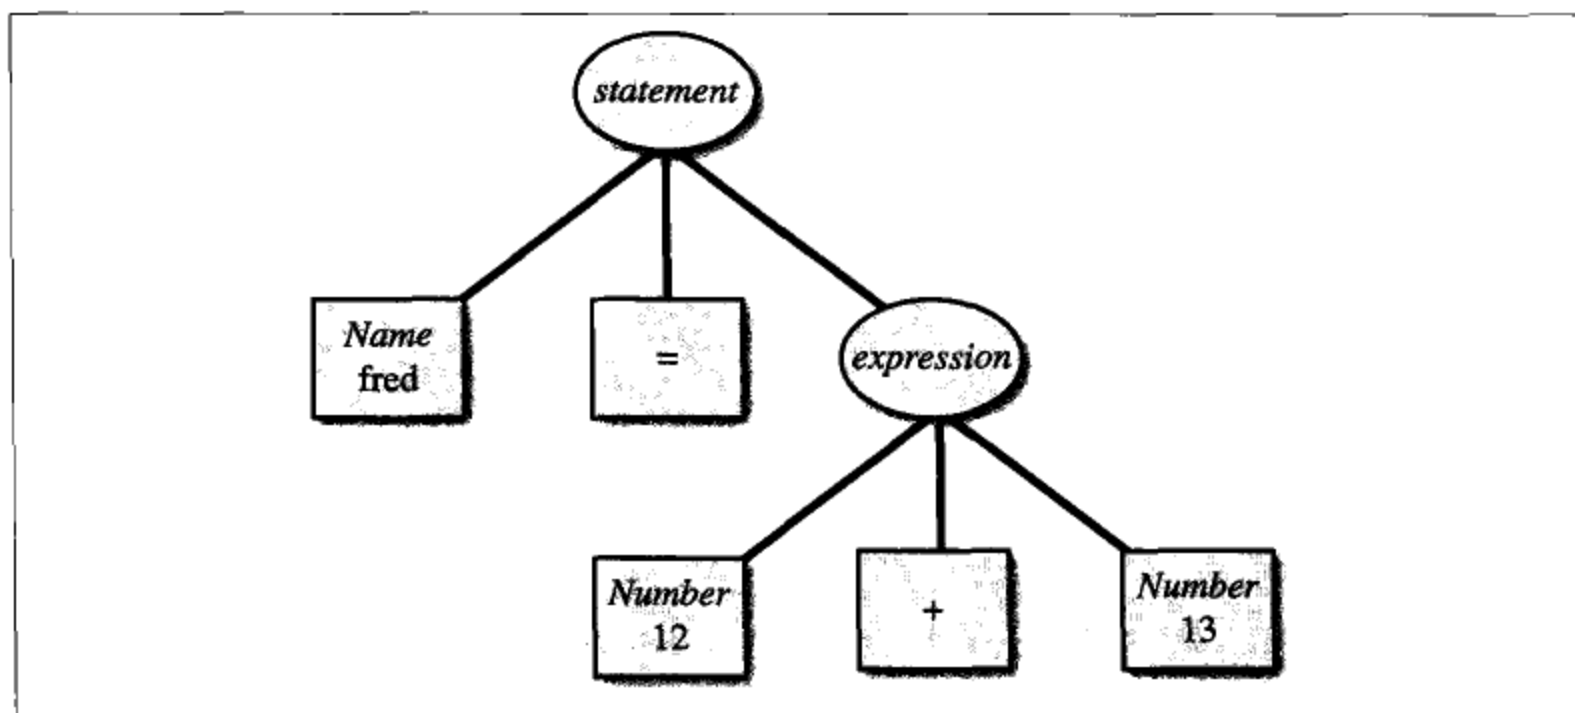 statement
Name
fred
=
expression
Number
12
+
Number
13